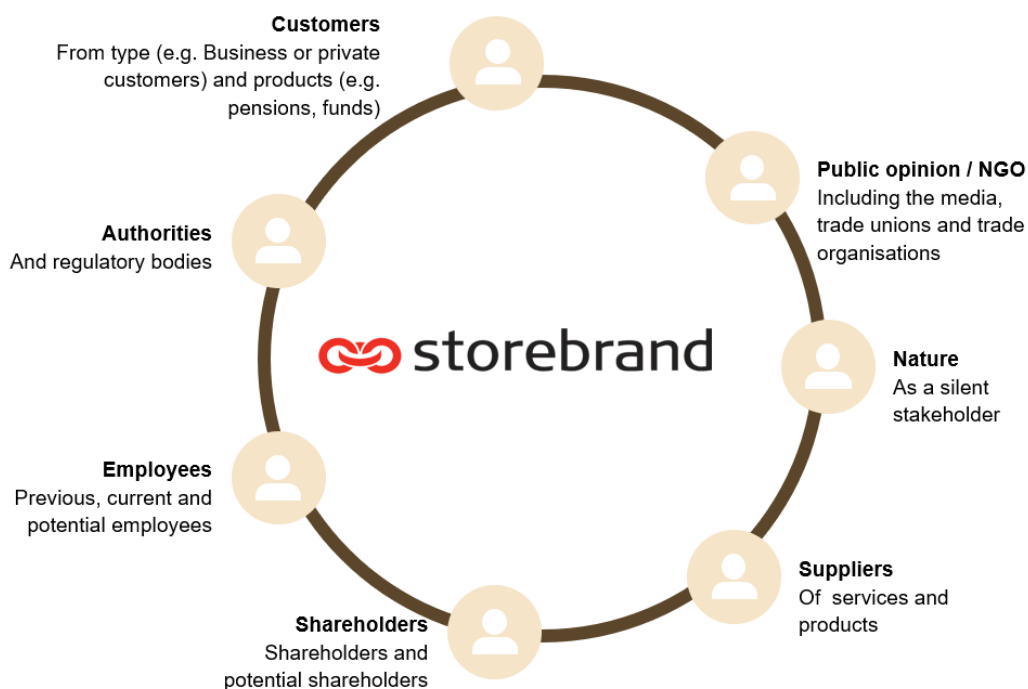 Customers
From type (e.g. Business or private
customers) and products (e.g.
pensions, funds)
Public opinion / NGO
Including the media,
trade unions and trade
organisations
Authorities
And regulatory bodies
storebrand
Nature
As a silent
stakeholder
Employees
Previous, current and
potential employees
Suppliers
Of services and
products
Shareholders
Shareholders and
potential shareholders